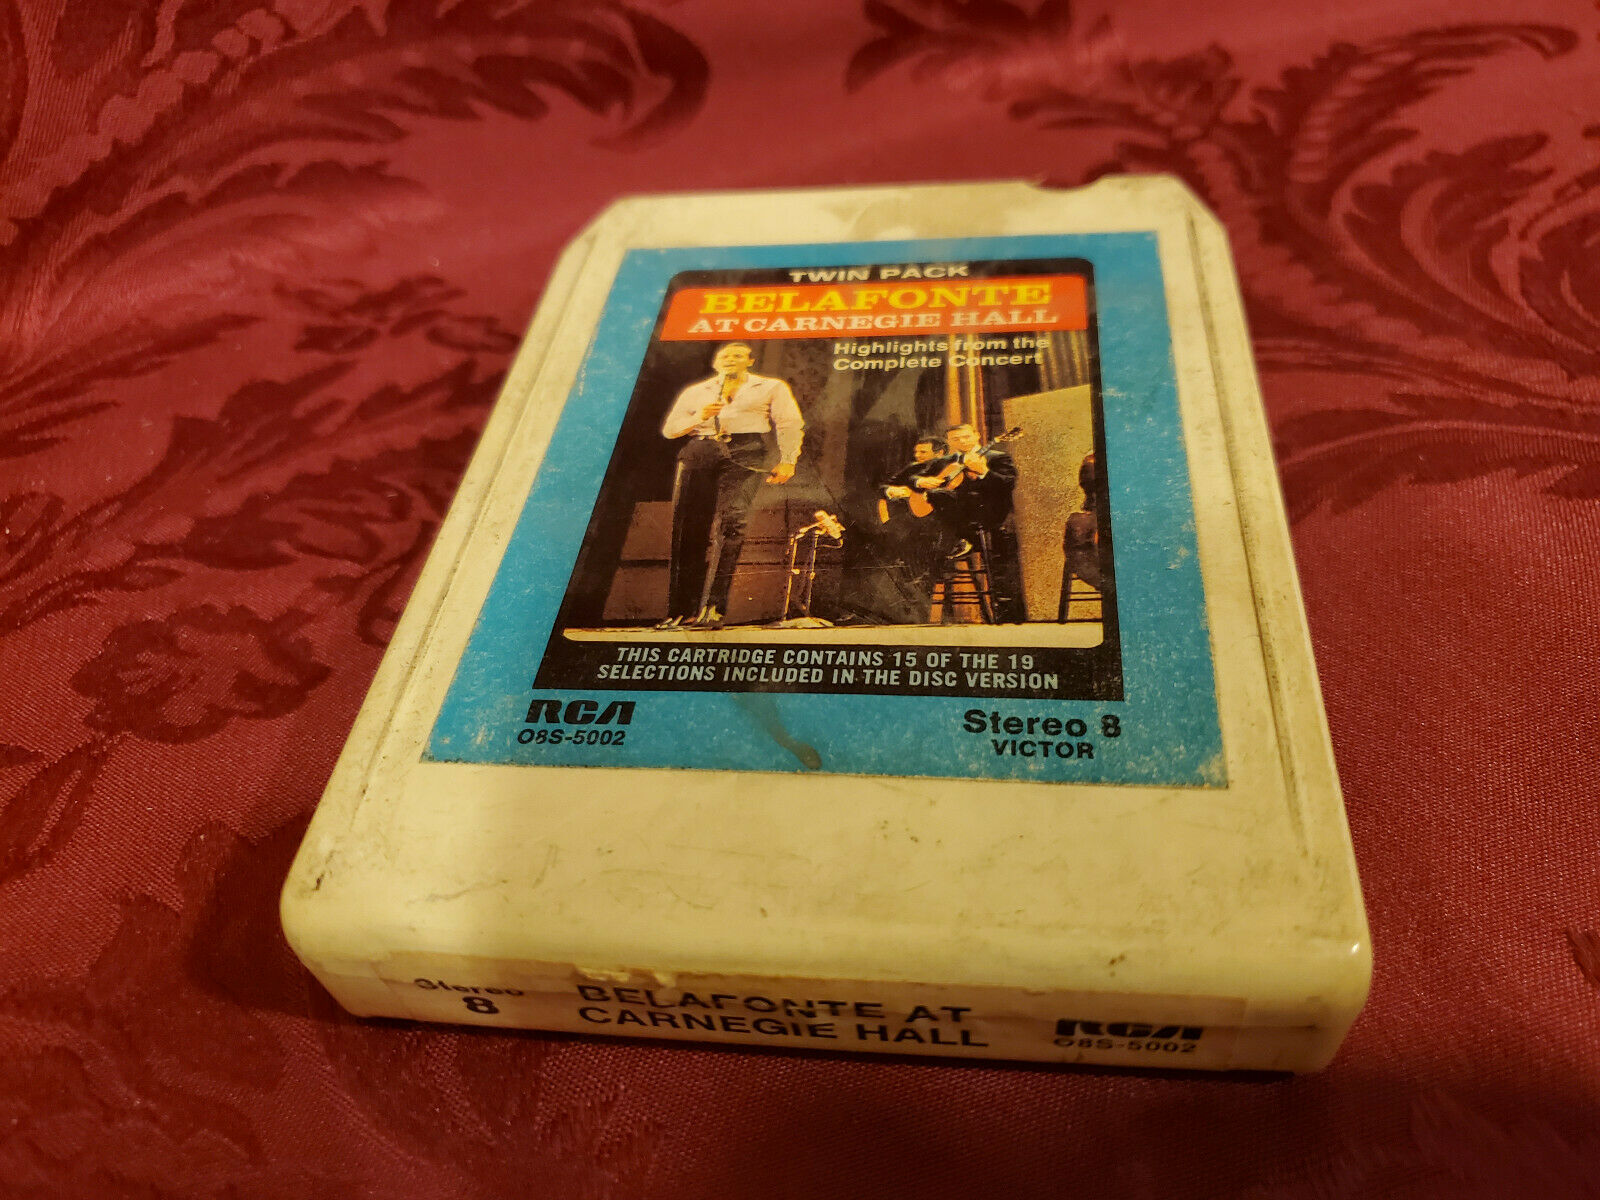 TWIN PACK
BELAFONTE
AT CARNEGIE HALL
Highlights from the
Complete Concert
THIS CARTRIDGE CONTAINS 15 OF THE 19
SELECTIONS INCLUDED IN THE DISC VERSION
RCA
O8S-5002
Stereo 8
VICTOR
Stereo
8
BELAFONTE AT
CARNEGIE HALL
RCA
O8S-5002